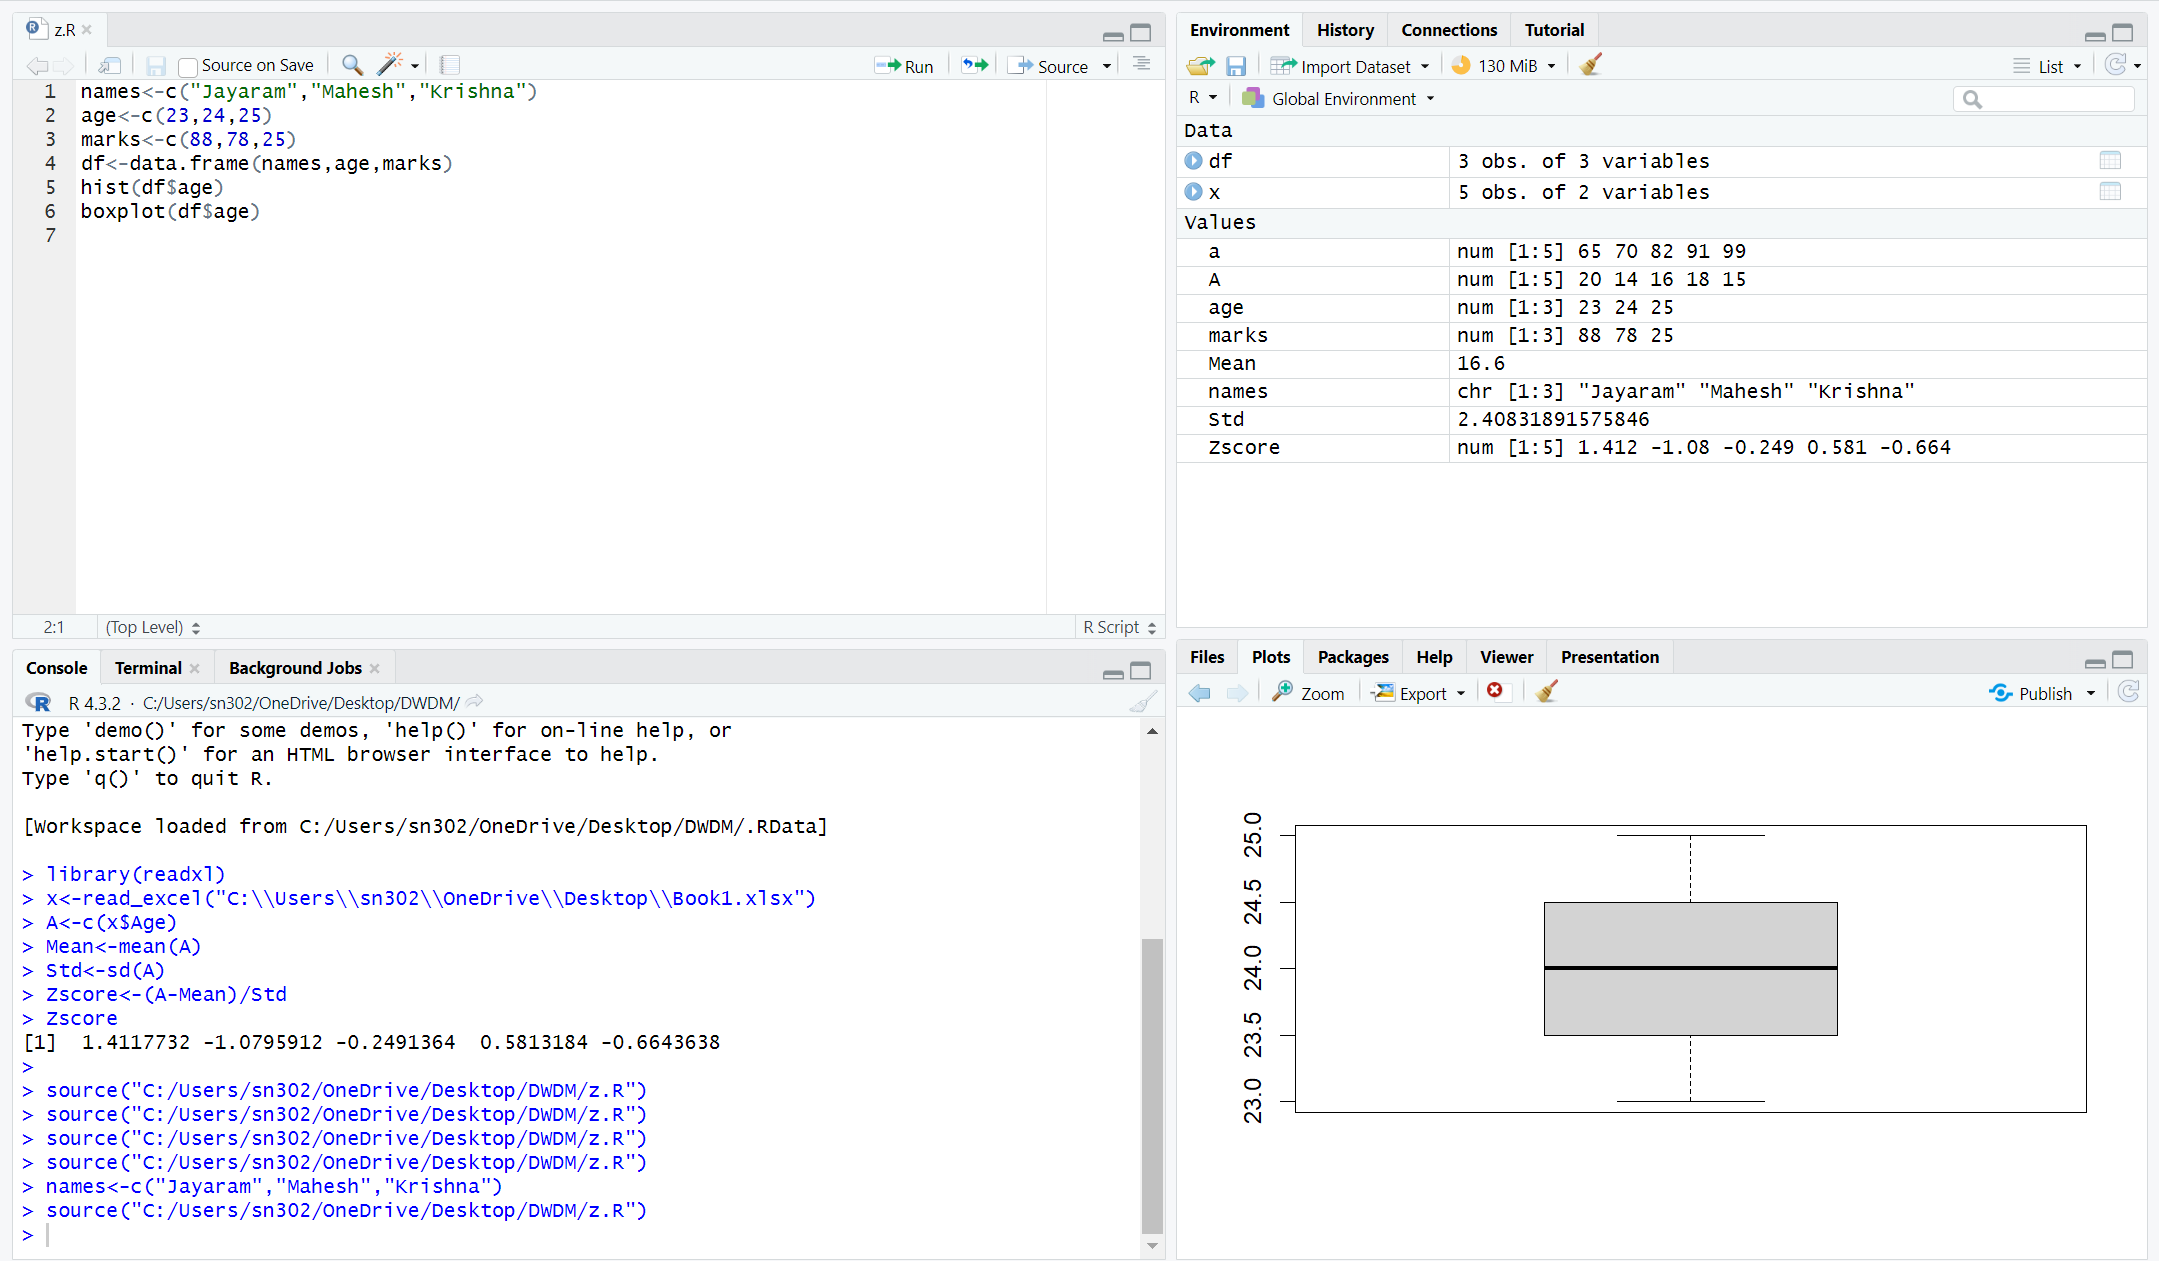 z.R
Source on Save
Run
Source
1 names<-c("Jayaram","Mahesh","Krishna")
2 age<-c(23,24,25)
3 marks<-c(88,78,25)
4 df<-data.frame(names,age,marks)
5 hist(df$age)
6 boxplot(df$age)
7
2:1 (Top Level) R Script
Console Terminal Background Jobs
R 4.3.2 · C:/Users/sn302/OneDrive/Desktop/DWDM/
Type 'demo()' for some demos, 'help()' for on-line help, or
'help.start()' for an HTML browser interface to help.
Type 'q()' to quit R.
[Workspace loaded from C:/Users/sn302/OneDrive/Desktop/DWDM/.RData]
> library(readxl)
> x<-read_excel("C:\\Users\\sn302\\OneDrive\\Desktop\\Book1.xlsx")
> A<-c(x$Age)
> Mean<-mean(A)
> Std<-sd(A)
> Zscore<-(A-Mean)/Std
> Zscore
[1]  1.4117732 -1.0795912 -0.2491364  0.5813184 -0.6643638
>
> source("C:/Users/sn302/OneDrive/Desktop/DWDM/z.R")
> source("C:/Users/sn302/OneDrive/Desktop/DWDM/z.R")
> source("C:/Users/sn302/OneDrive/Desktop/DWDM/z.R")
> source("C:/Users/sn302/OneDrive/Desktop/DWDM/z.R")
> names<-c("Jayaram","Mahesh","Krishna")
> source("C:/Users/sn302/OneDrive/Desktop/DWDM/z.R")
>
Environment History Connections Tutorial
Import Dataset 130 MiB List
R Global Environment
Data
df 3 obs. of 3 variables
x 5 obs. of 2 variables
Values
a num [1:5] 65 70 82 91 99
A num [1:5] 20 14 16 18 15
age num [1:3] 23 24 25
marks num [1:3] 88 78 25
Mean 16.6
names chr [1:3] "Jayaram" "Mahesh" "Krishna"
Std 2.40831891575846
Zscore num [1:5] 1.412 -1.08 -0.249 0.581 -0.664
Files Plots Packages Help Viewer Presentation
Zoom Export Publish
25.0
24.5
24.0
23.5
23.0